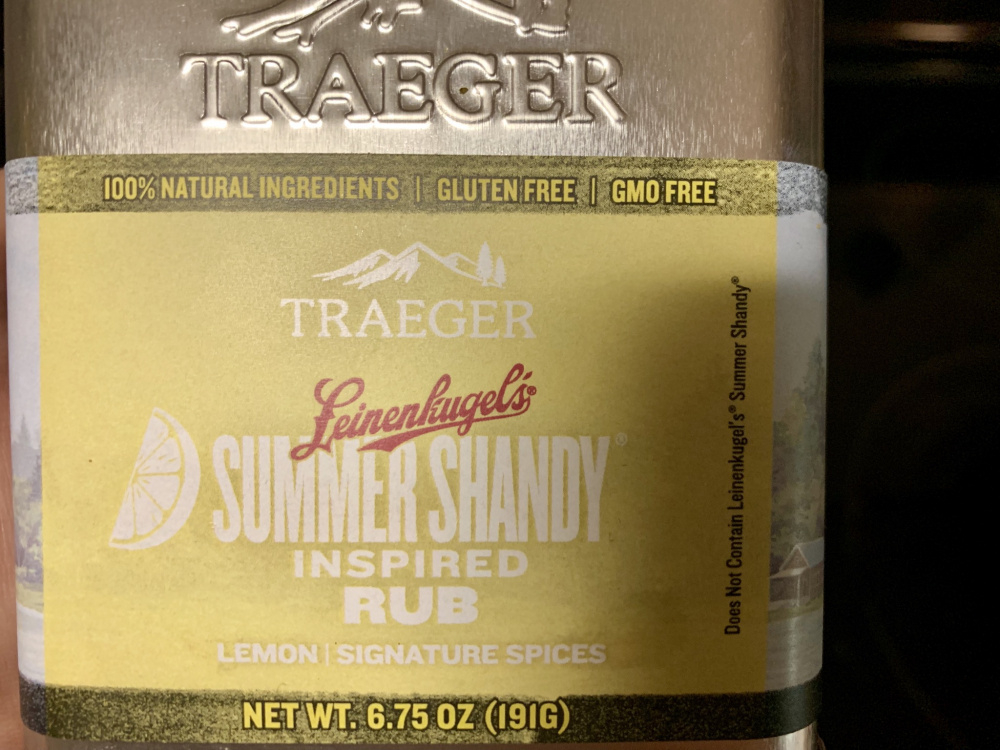 TRAEGER
100% NATURAL INGREDIENTS | GLUTEN FREE | GMO FREE
TRAEGER
Leinenkugel's®
SUMMER SHANDY®
INSPIRED
RUB
LEMON | SIGNATURE SPICES
NET WT. 6.75 OZ (191G)
Does Not Contain Leinenkugel's® Summer Shandy®